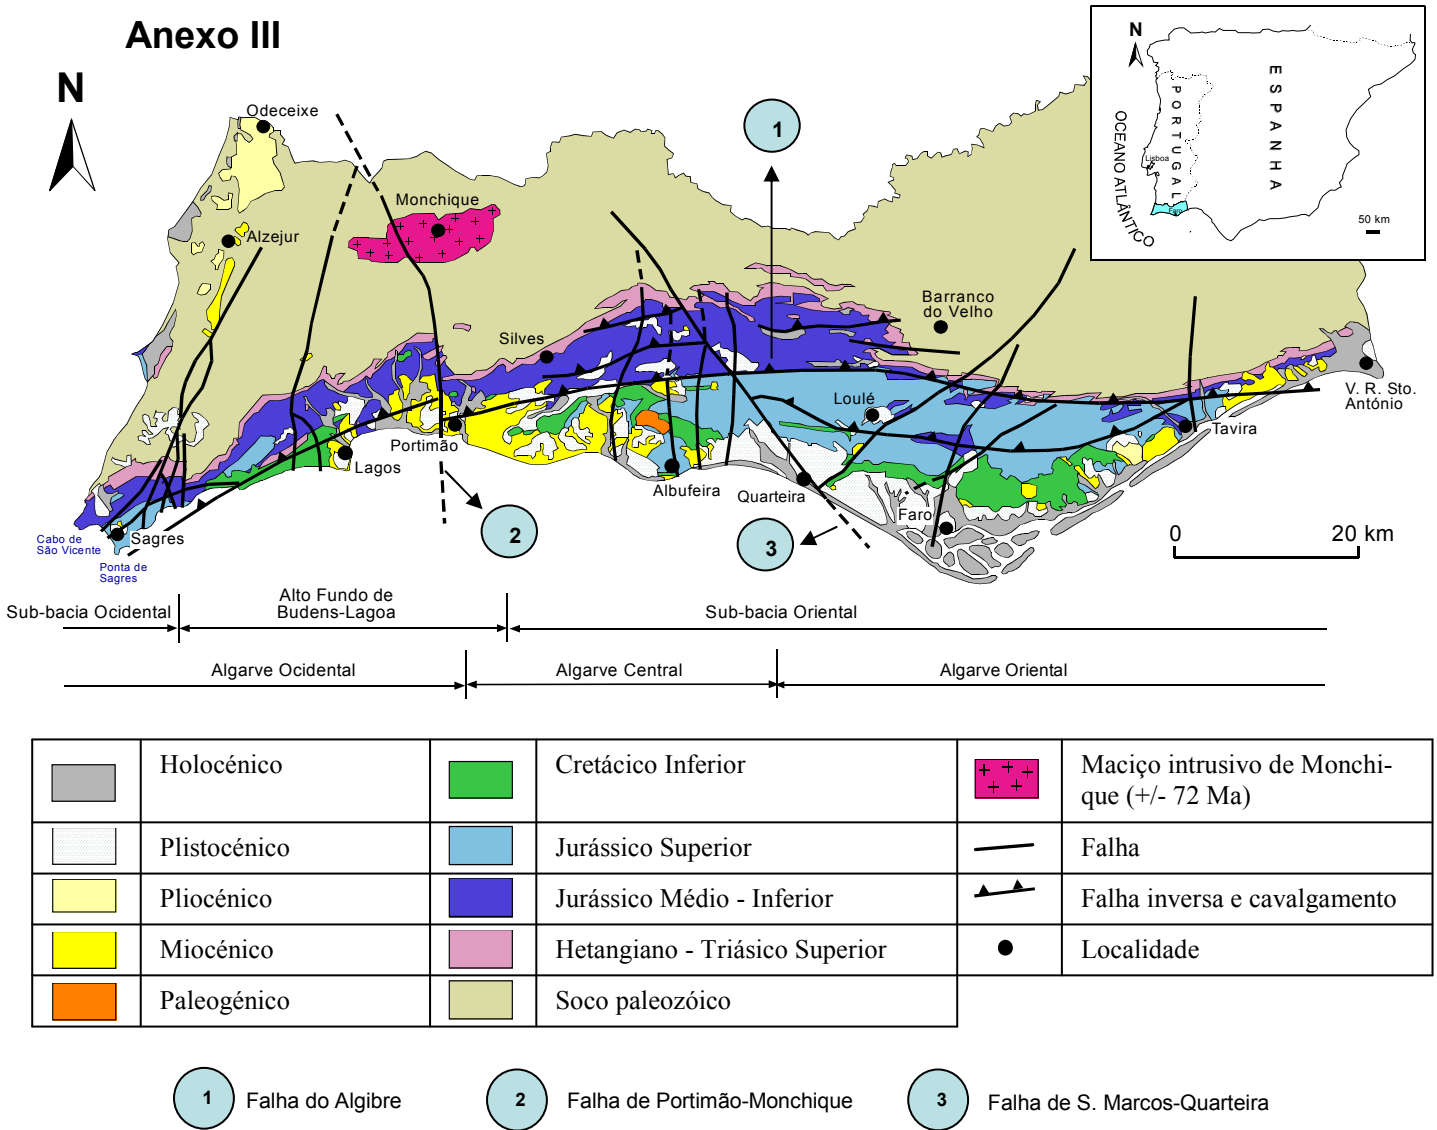 Anexo III
N
N
Odeceixe
1
ESPANHA
PORTUGAL
OCEANO ATLÂNTICO
Lisboa
Faro
50 km
Monchique
Alzejur
Barranco
do Velho
Silves
Loulé
V. R. Sto.
António
Portimão
Tavira
Lagos
Albufeira
Quarteira
Faro
2
3
0 20 km
Sagres
Cabo de
São Vicente
Ponta de
Sagres
Sub-bacia Ocidental
Alto Fundo de
Budens-Lagoa
Sub-bacia Oriental
Algarve Ocidental
Algarve Central
Algarve Oriental
Holocénico
Cretácico Inferior
Maciço intrusivo de Monchi-
que (+/- 72 Ma)
Plistocénico
Jurássico Superior
Falha
Pliocénico
Jurássico Médio - Inferior
Falha inversa e cavalgamento
Miocénico
Hetangiano - Triásico Superior
Localidade
Paleogénico
Soco paleozóico
1 Falha do Algibre
2 Falha de Portimão-Monchique
3 Falha de S. Marcos-Quarteira